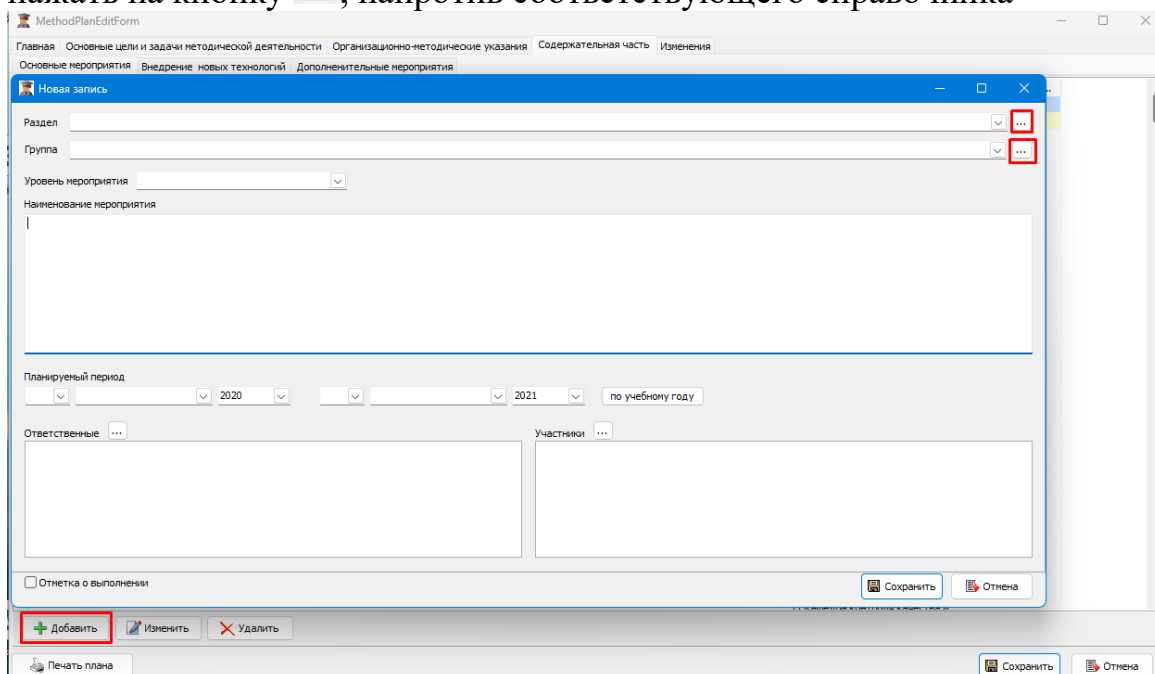 нажать на кнопку , напротив соответствующего справочника
MethodPlanEditForm
Главная Основные цели и задачи методической деятельности Организационно-методические указания Содержательная часть Изменения
Основные мероприятия Внедрение новых технологий Дополненительные мероприятия
Новая запись
Раздел ...
Группа ...
Уровень мероприятия
Наименование мероприятия
Планируемый период
2020 2021 по учебному году
Ответственные ... Участники ...
Отметка о выполнении Сохранить Отмена
Добавить Изменить Удалить
Печать плана Сохранить Отмена